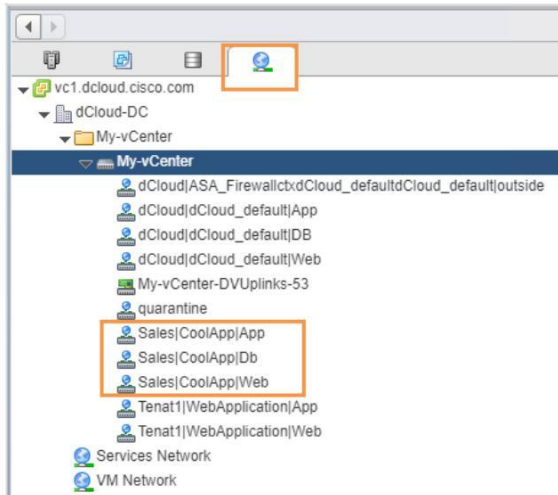 vc1.dcloud.cisco.com
dCloud-DC
My-vCenter
My-vCenter
dCloud|ASA_FirewallctxdCloud_defaultdCloud_default|outside
dCloud|dCloud_default|App
dCloud|dCloud_default|DB
dCloud|dCloud_default|Web
My-vCenter-DVUplinks-53
quarantine
Sales|CoolApp|App
Sales|CoolApp|Db
Sales|CoolApp|Web
Tenat1|WebApplication|App
Tenat1|WebApplication|Web
Services Network
VM Network